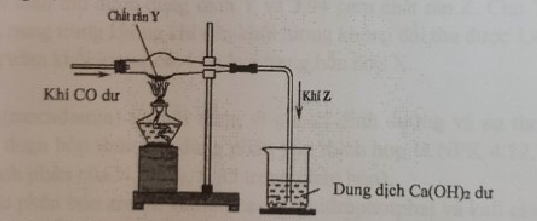 Chất rắn Y
Khí CO dư
Khí Z
Dung dịch Ca(OH)₂ dư